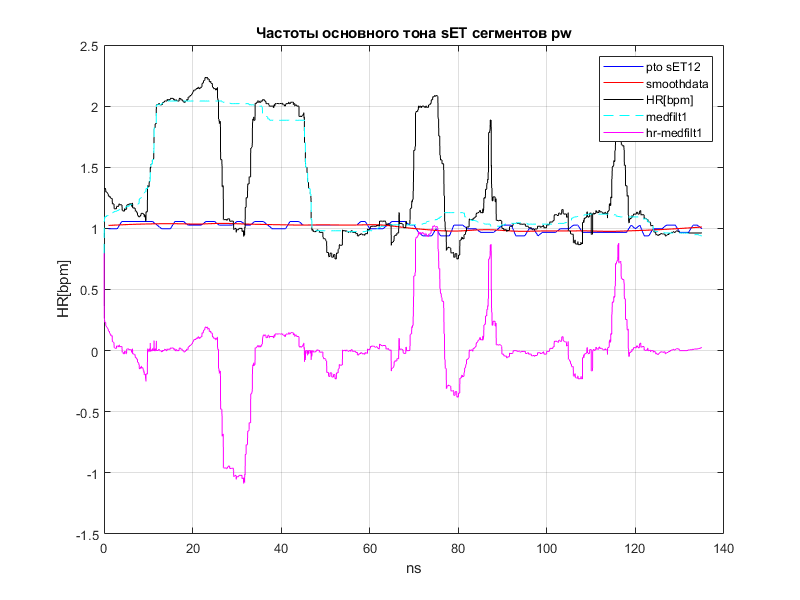 Частоты основного тона sET сегментов pw
pto sET12
smoothdata
HR[bpm]
medfilt1
hr-medfilt1
2.5
2
1.5
1
0.5
0
-0.5
-1
-1.5
HR[bpm]
0 20 40 60 80 100 120 140
ns